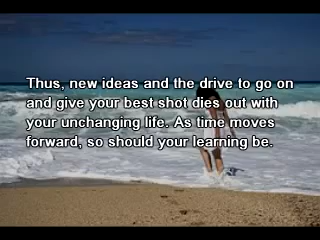 Thus, new ideas and the drive to go on
and give your best shot dies out with
your unchanging life. As time moves
forward, so should your learning be.